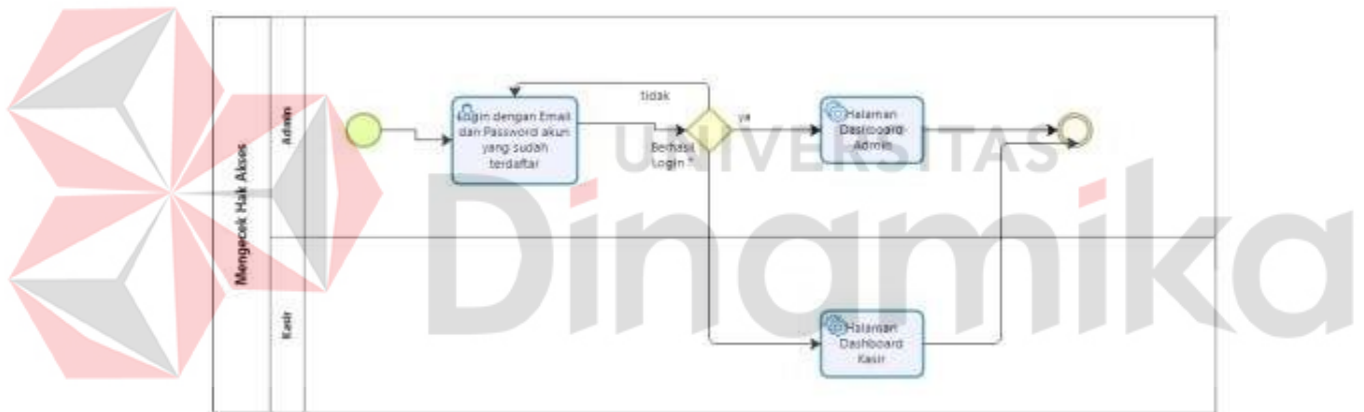 Mengecek Hak Akses
Admin
Kasir
Login dengan Email
dan Password akun
yang sudah
terdaftar
tidak
Berhasil
Login ?
ya
Halaman
Dashboard
Admin
Halaman
Dashboard
Kasir
UNIVERSITAS
Dinamika